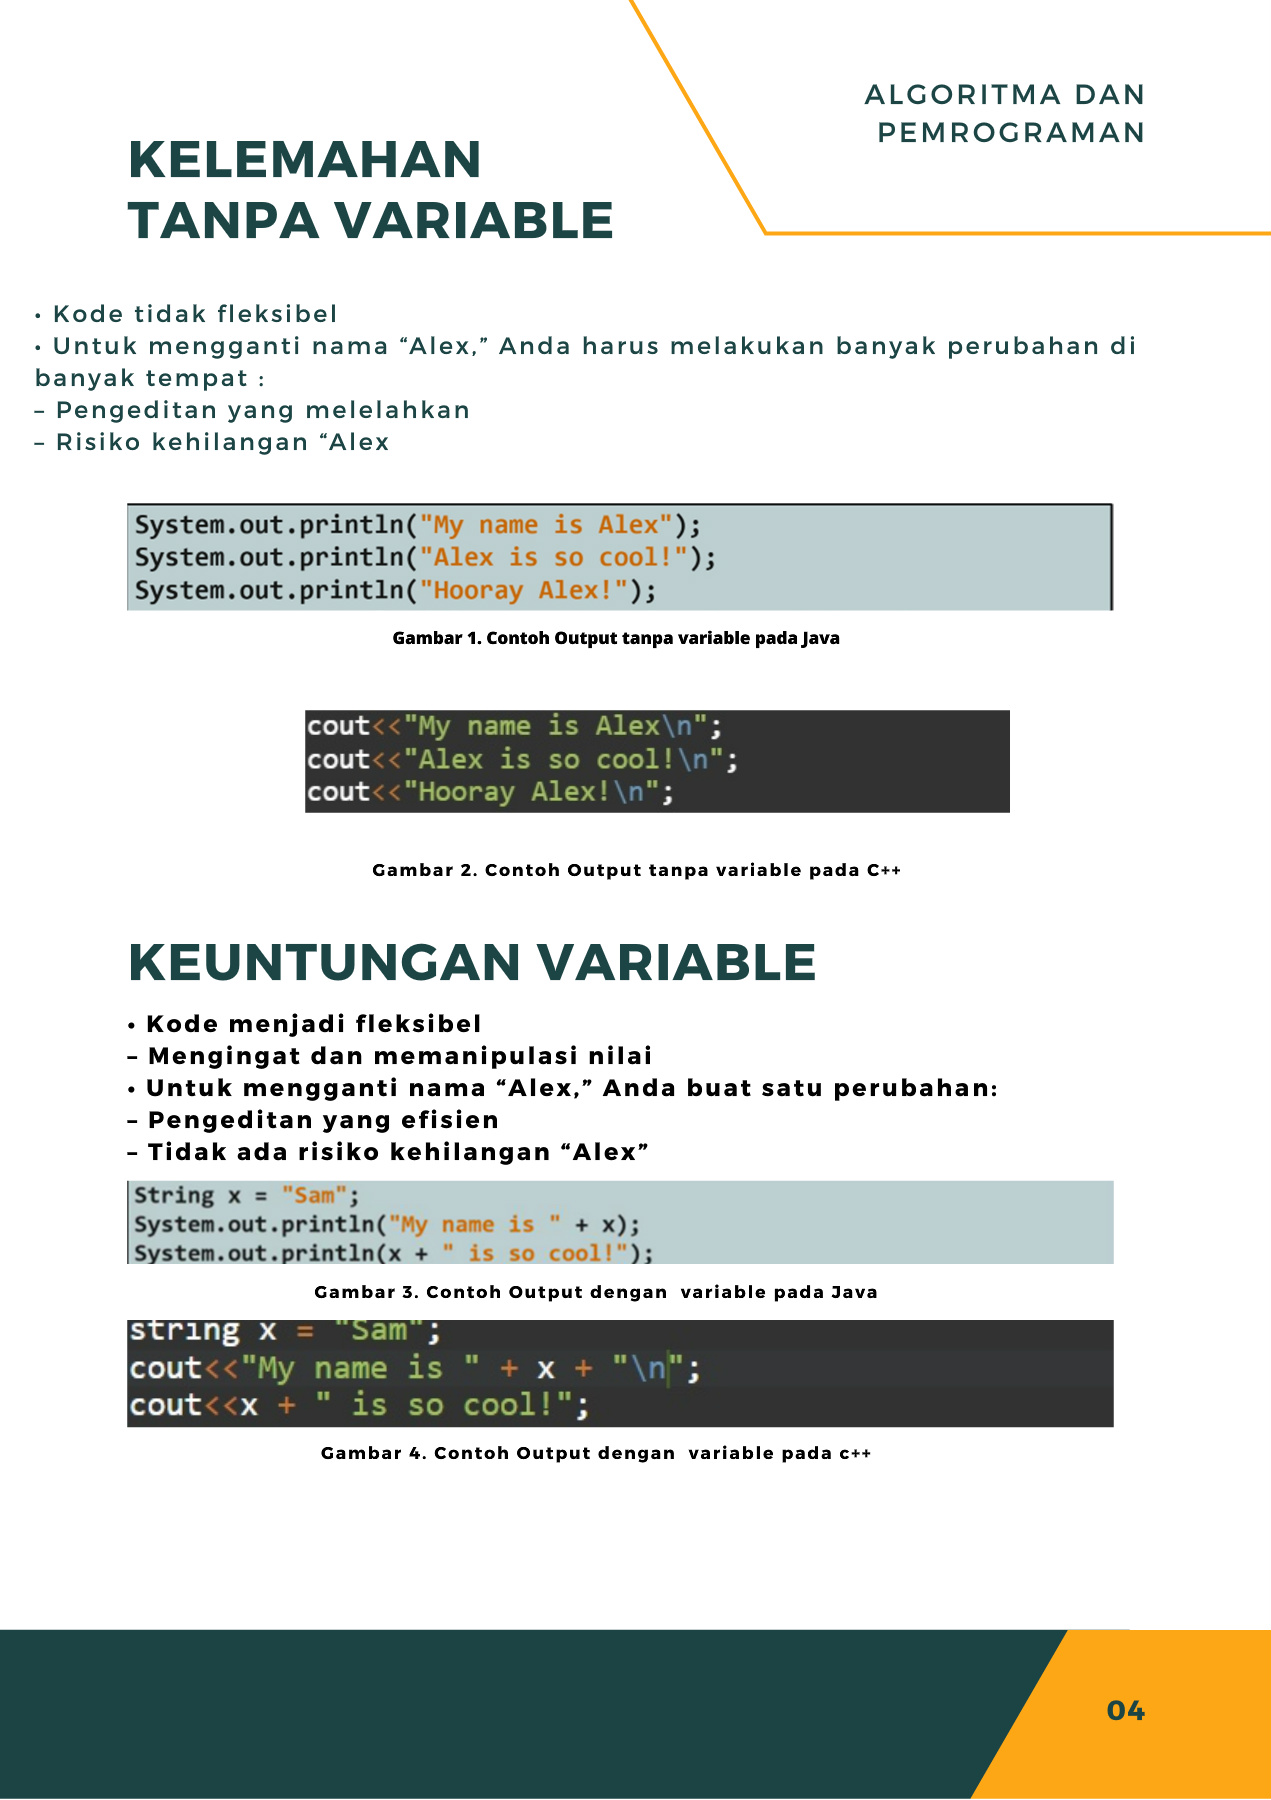 ALGORITMA DAN
PEMROGRAMAN
KELEMAHAN
TANPA VARIABLE
• Kode tidak fleksibel
• Untuk mengganti nama “Alex,” Anda harus melakukan banyak perubahan di
banyak tempat :
– Pengeditan yang melelahkan
– Risiko kehilangan “Alex
System.out.println("My name is Alex");
System.out.println("Alex is so cool!");
System.out.println("Hooray Alex!");
Gambar 1. Contoh Output tanpa variable pada Java
cout<<"My name is Alex\n";
cout<<"Alex is so cool!\n";
cout<<"Hooray Alex!\n";
Gambar 2. Contoh Output tanpa variable pada C++
KEUNTUNGAN VARIABLE
• Kode menjadi fleksibel
– Mengingat dan memanipulasi nilai
• Untuk mengganti nama “Alex,” Anda buat satu perubahan:
– Pengeditan yang efisien
– Tidak ada risiko kehilangan “Alex”
String x = "Sam";
System.out.println("My name is " + x);
System.out.println(x + " is so cool!");
Gambar 3. Contoh Output dengan  variable pada Java
string x = "Sam";
cout<<"My name is " + x + "\n";
cout<<x + " is so cool!";
Gambar 4. Contoh Output dengan  variable pada c++
04